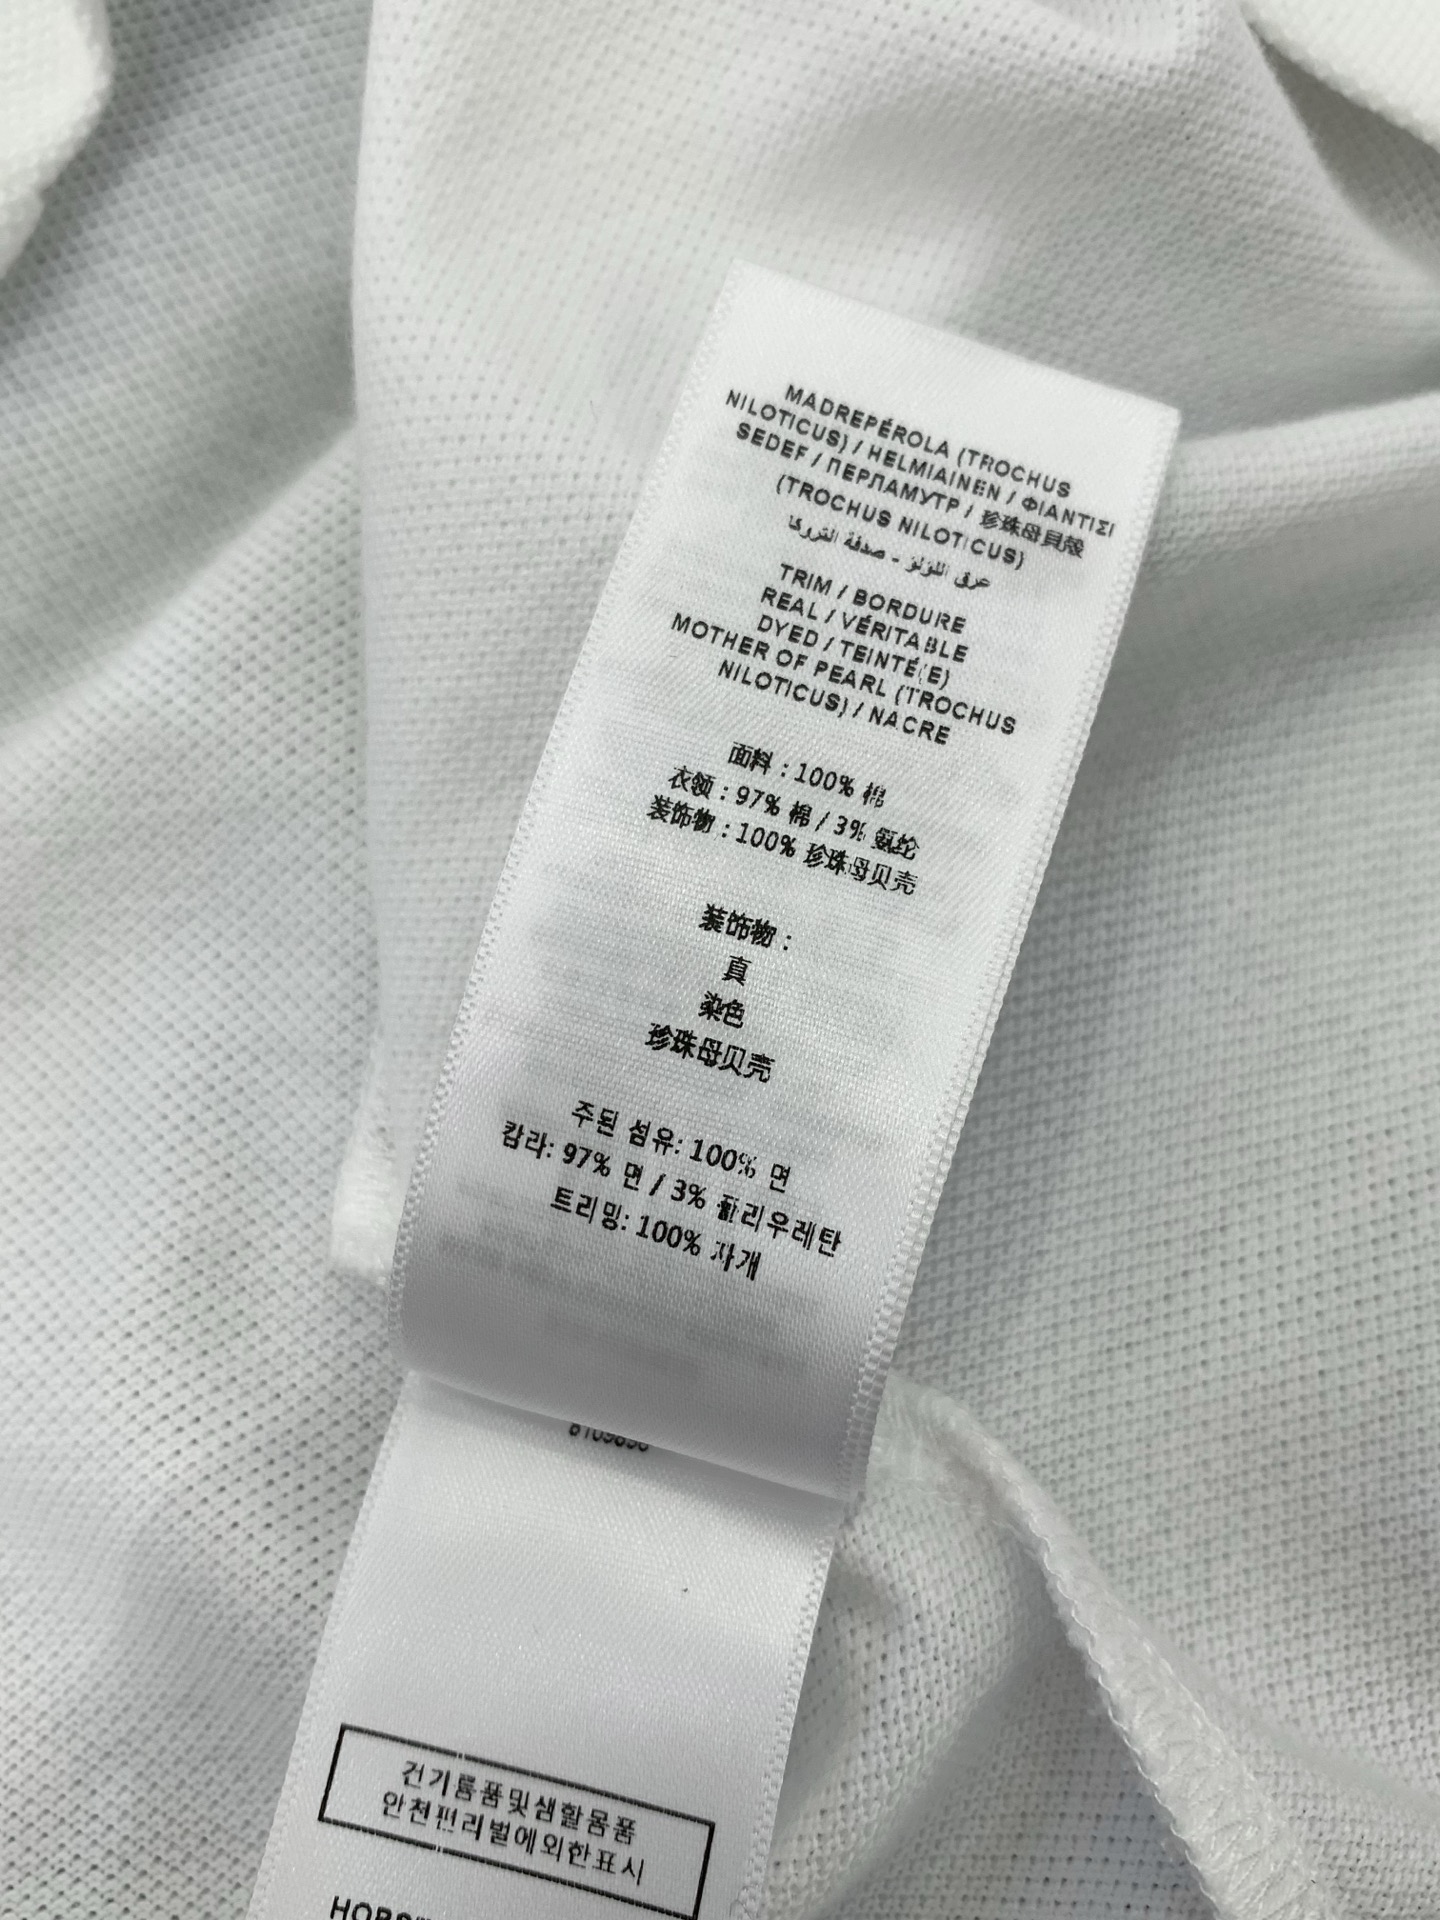 MADREPÉROLA (TROCHUS
NILOTICUS) / HELMIAINEN / ΦΙΑΝΤΙΣΙ
SEDEF / ПЕРЛАМУТР / 珍珠母貝殼
(TROCHUS NILOTICUS)
عرق اللؤلؤ - صدفة التروكا
TRIM / BORDURE
REAL / VÉRITABLE
DYED / TEINTÉ(E)
MOTHER OF PEARL (TROCHUS
NILOTICUS) / NACRE
面料 : 100% 棉
衣领 : 97% 棉 / 3% 氨纶
装饰物 : 100% 珍珠母贝壳
装饰物 :
真
染色
珍珠母贝壳
주된 섬유: 100% 면
캄라: 97% 면 / 3% 폴리우레탄
트리밍: 100% 자개
건기룡품및샘활몸품
안천편리벌에외한표시